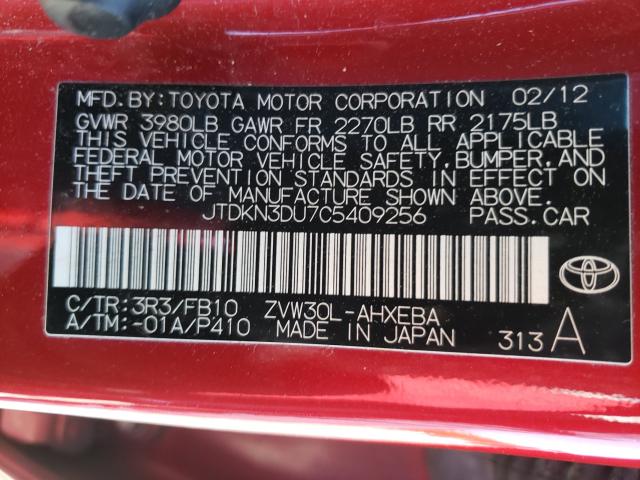 MFD. BY: TOYOTA MOTOR CORPORATION 02/12
GVWR 3980LB GAWR FR 2270LB RR 2175LB
THIS VEHICLE CONFORMS TO ALL APPLICABLE
FEDERAL MOTOR VEHICLE SAFETY, BUMPER, AND
THEFT PREVENTION STANDARDS IN EFFECT ON
THE DATE OF MANUFACTURE SHOWN ABOVE.
JTDKN3DU7C5409256 PASS. CAR
C/TR: 3R3/FB10 ZVW30L-AHXEBA
A/TM: -01A/P410 MADE IN JAPAN 313 A